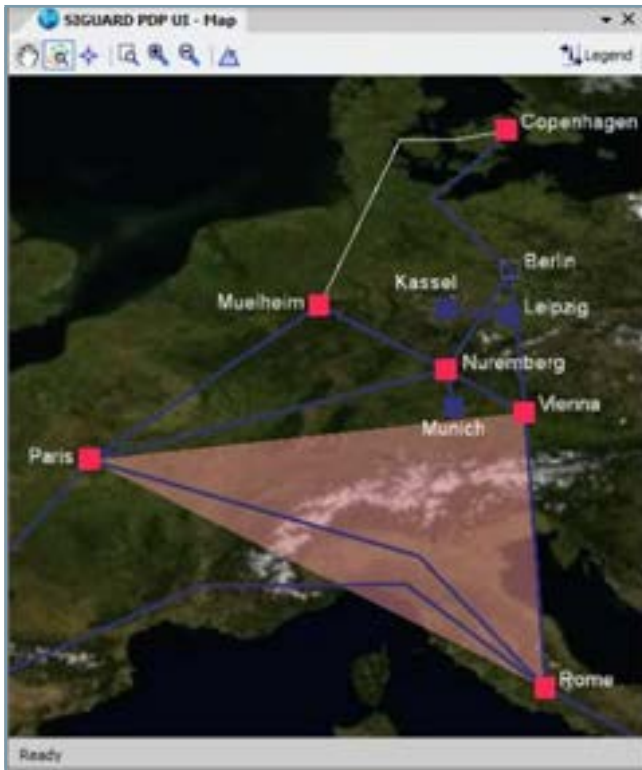 SIGUARD PDP UI - Map
Legend
Copenhagen
Berlin
Kassel
Muelheim
Leipzig
Nuremberg
Vienna
Munich
Paris
Rome
Ready